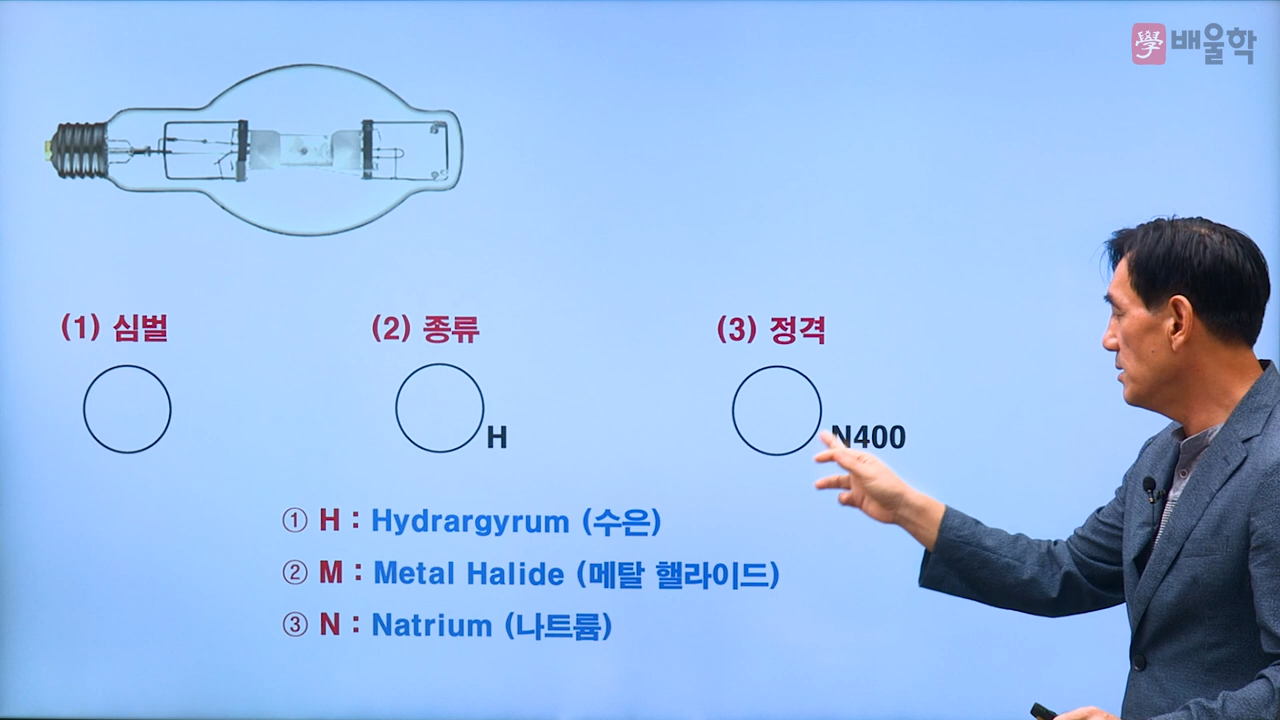 學 배울학
(1) 심벌
(2) 종류
(3) 정격
H
N400
① H : Hydrargyrum (수은)
② M : Metal Halide (메탈 핼라이드)
③ N : Natrium (나트륨)